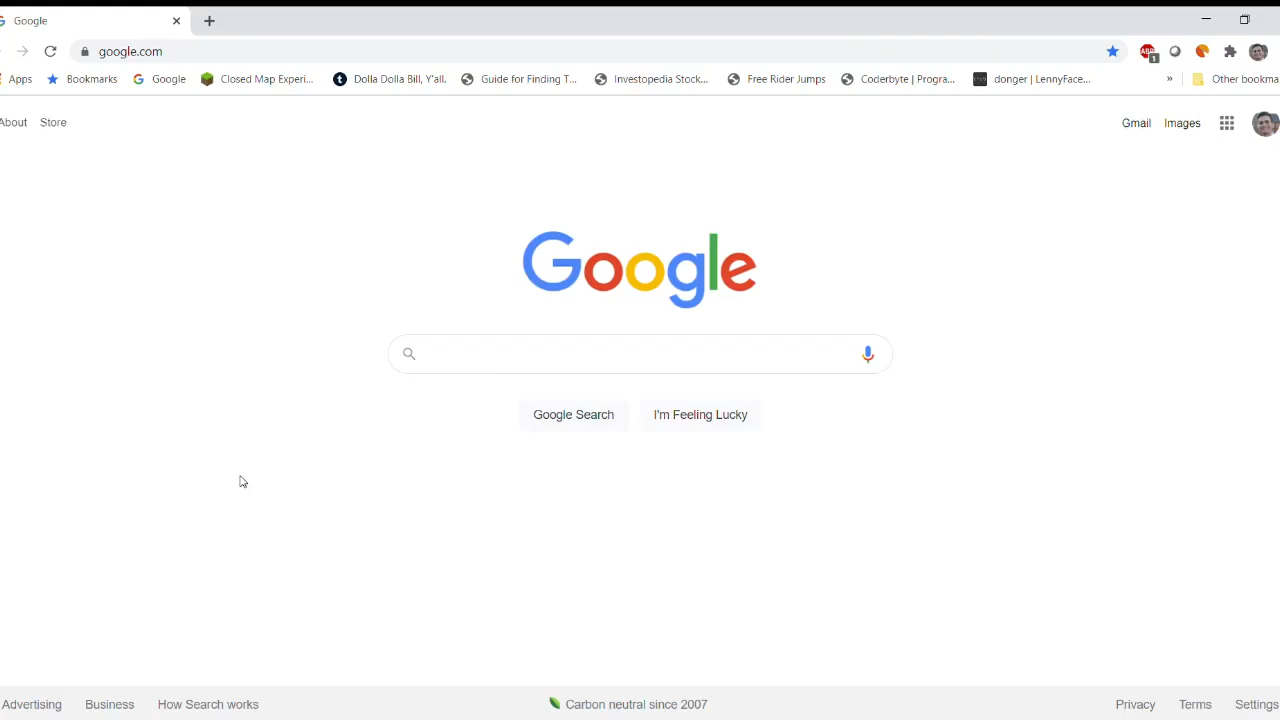 Google
google.com
ABP
1
Apps Bookmarks Google Closed Map Experi... Dolla Dolla Bill, Y'all. Guide for Finding T... Investopedia Stock... Free Rider Jumps Coderbyte | Progra... donger | LennyFace... » Other bookma
About Store Gmail Images
Google
Google Search I'm Feeling Lucky
Advertising Business How Search works Carbon neutral since 2007 Privacy Terms Settings